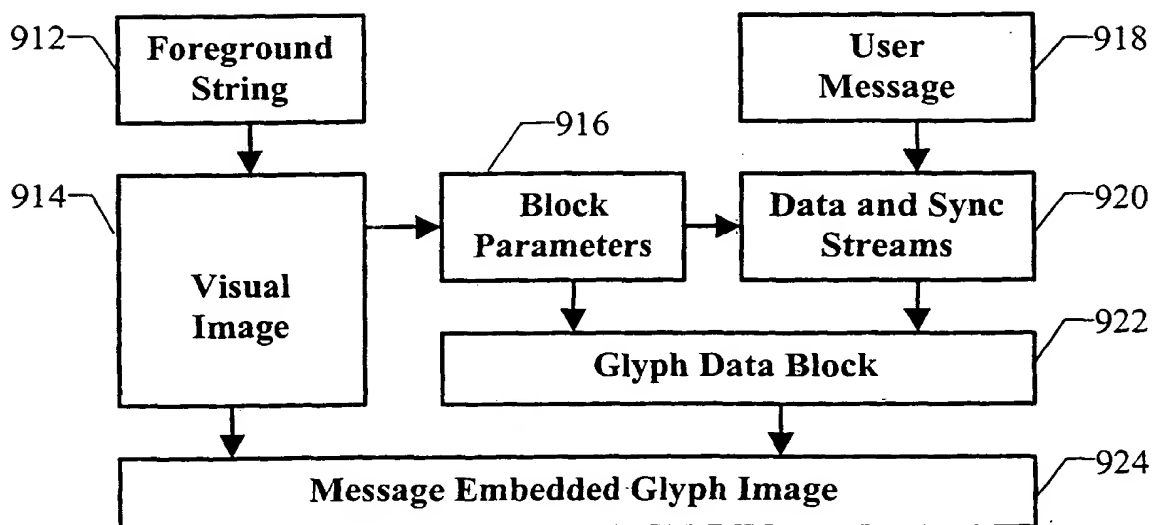 912
Foreground
String
User
Message
918
916
914
Visual
Image
Block
Parameters
Data and Sync
Streams
920
Glyph Data Block
922
Message Embedded Glyph Image
924